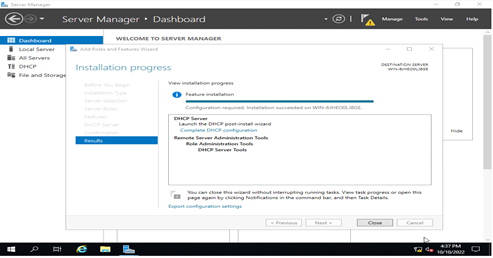 Server Manager
Server Manager • Dashboard
Manage Tools View Help
Dashboard
Local Server
All Servers
DHCP
File and Storage
WELCOME TO SERVER MANAGER
Add Roles and Features Wizard
Installation progress
DESTINATION SERVER
Before You Begin
Installation Type
Server Selection
Server Roles
Features
DHCP Server
Confirmation
Results
View installation progress
Feature installation
Configuration required. Installation succeeded on
DHCP Server
Launch the DHCP post-install wizard
Complete DHCP configuration
Remote Server Administration Tools
Role Administration Tools
DHCP Server Tools
You can close this wizard without interrupting running tasks. View task progress or open this
page again by clicking Notifications in the command bar, and then Task Details.
Export configuration settings
< Previous Next > Close Cancel
Hide
4:37 PM
10/10/2022